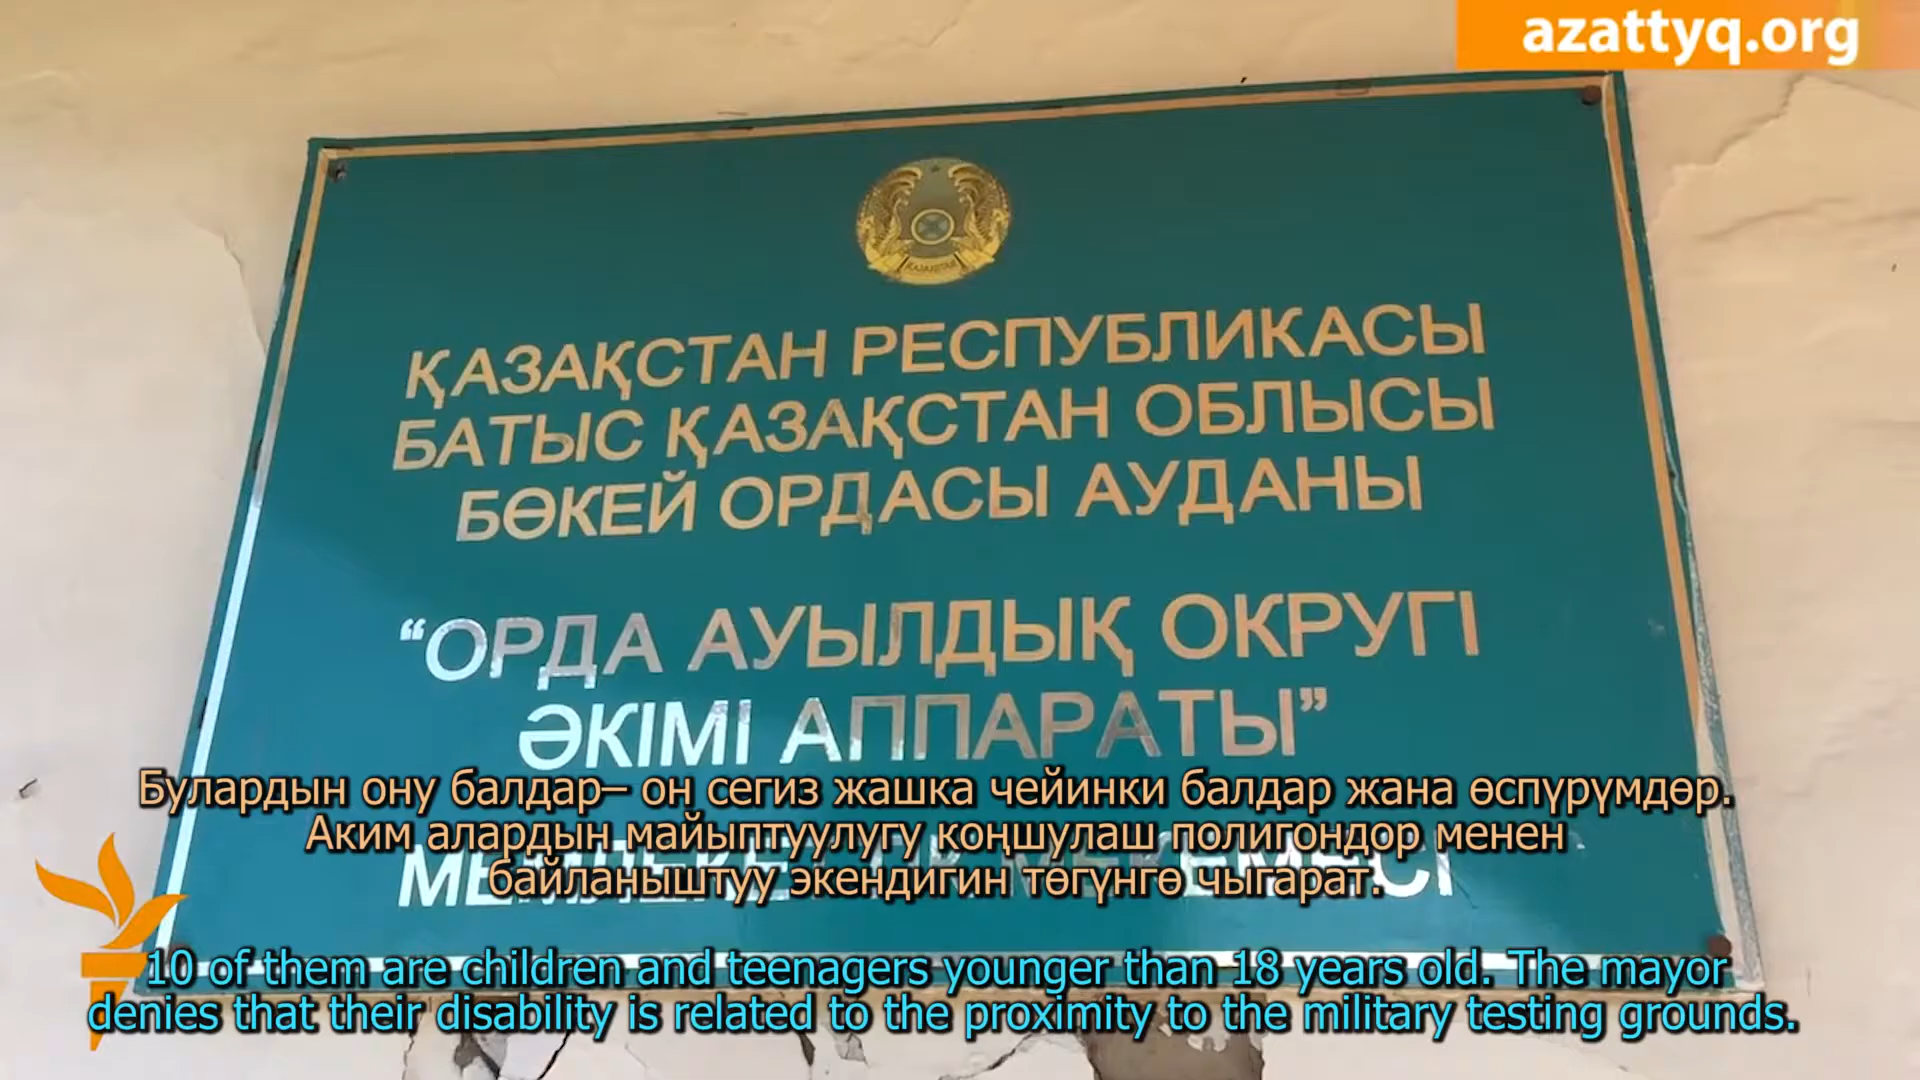 azattyq.org
ҚАЗАҚСТАН
ҚАЗАҚСТАН РЕСПУБЛИКАСЫ
БАТЫС ҚАЗАҚСТАН ОБЛЫСЫ
БӨКЕЙ ОРДАСЫ АУДАНЫ
“ОРДА АУЫЛДЫҚ ОКРУГІ
ӘКІМІ АППАРАТЫ”
МЕМЛЕКЕТТІК МЕКЕМЕСІ
Булардын ону балдар– он сегиз жашка чейинки балдар жана өспүрүмдөр.
Аким алардын майыптуулугу коңшулаш полигондор менен
байланыштуу экендигин төгүнгө чыгарат.
10 of them are children and teenagers younger than 18 years old. The mayor
denies that their disability is related to the proximity to the military testing grounds.